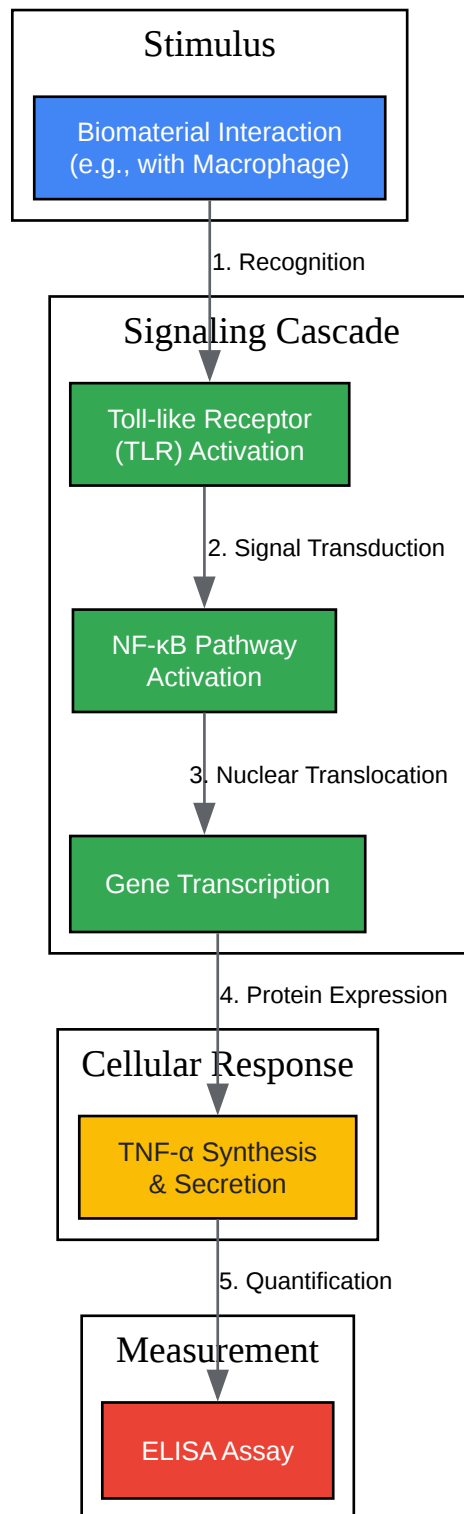 Stimulus
Biomaterial Interaction
(e.g., with Macrophage)
1. Recognition
Signaling Cascade
Toll-like Receptor
(TLR) Activation
2. Signal Transduction
NF-κB Pathway
Activation
3. Nuclear Translocation
Gene Transcription
4. Protein Expression
Cellular Response
TNF-α Synthesis
& Secretion
5. Quantification
Measurement
ELISA Assay